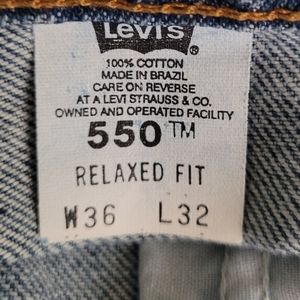 Levi's ®
100% COTTON
MADE IN BRAZIL
CARE ON REVERSE
AT A LEVI STRAUSS & CO.
OWNED AND OPERATED FACILITY
550™
RELAXED FIT
W36 L32